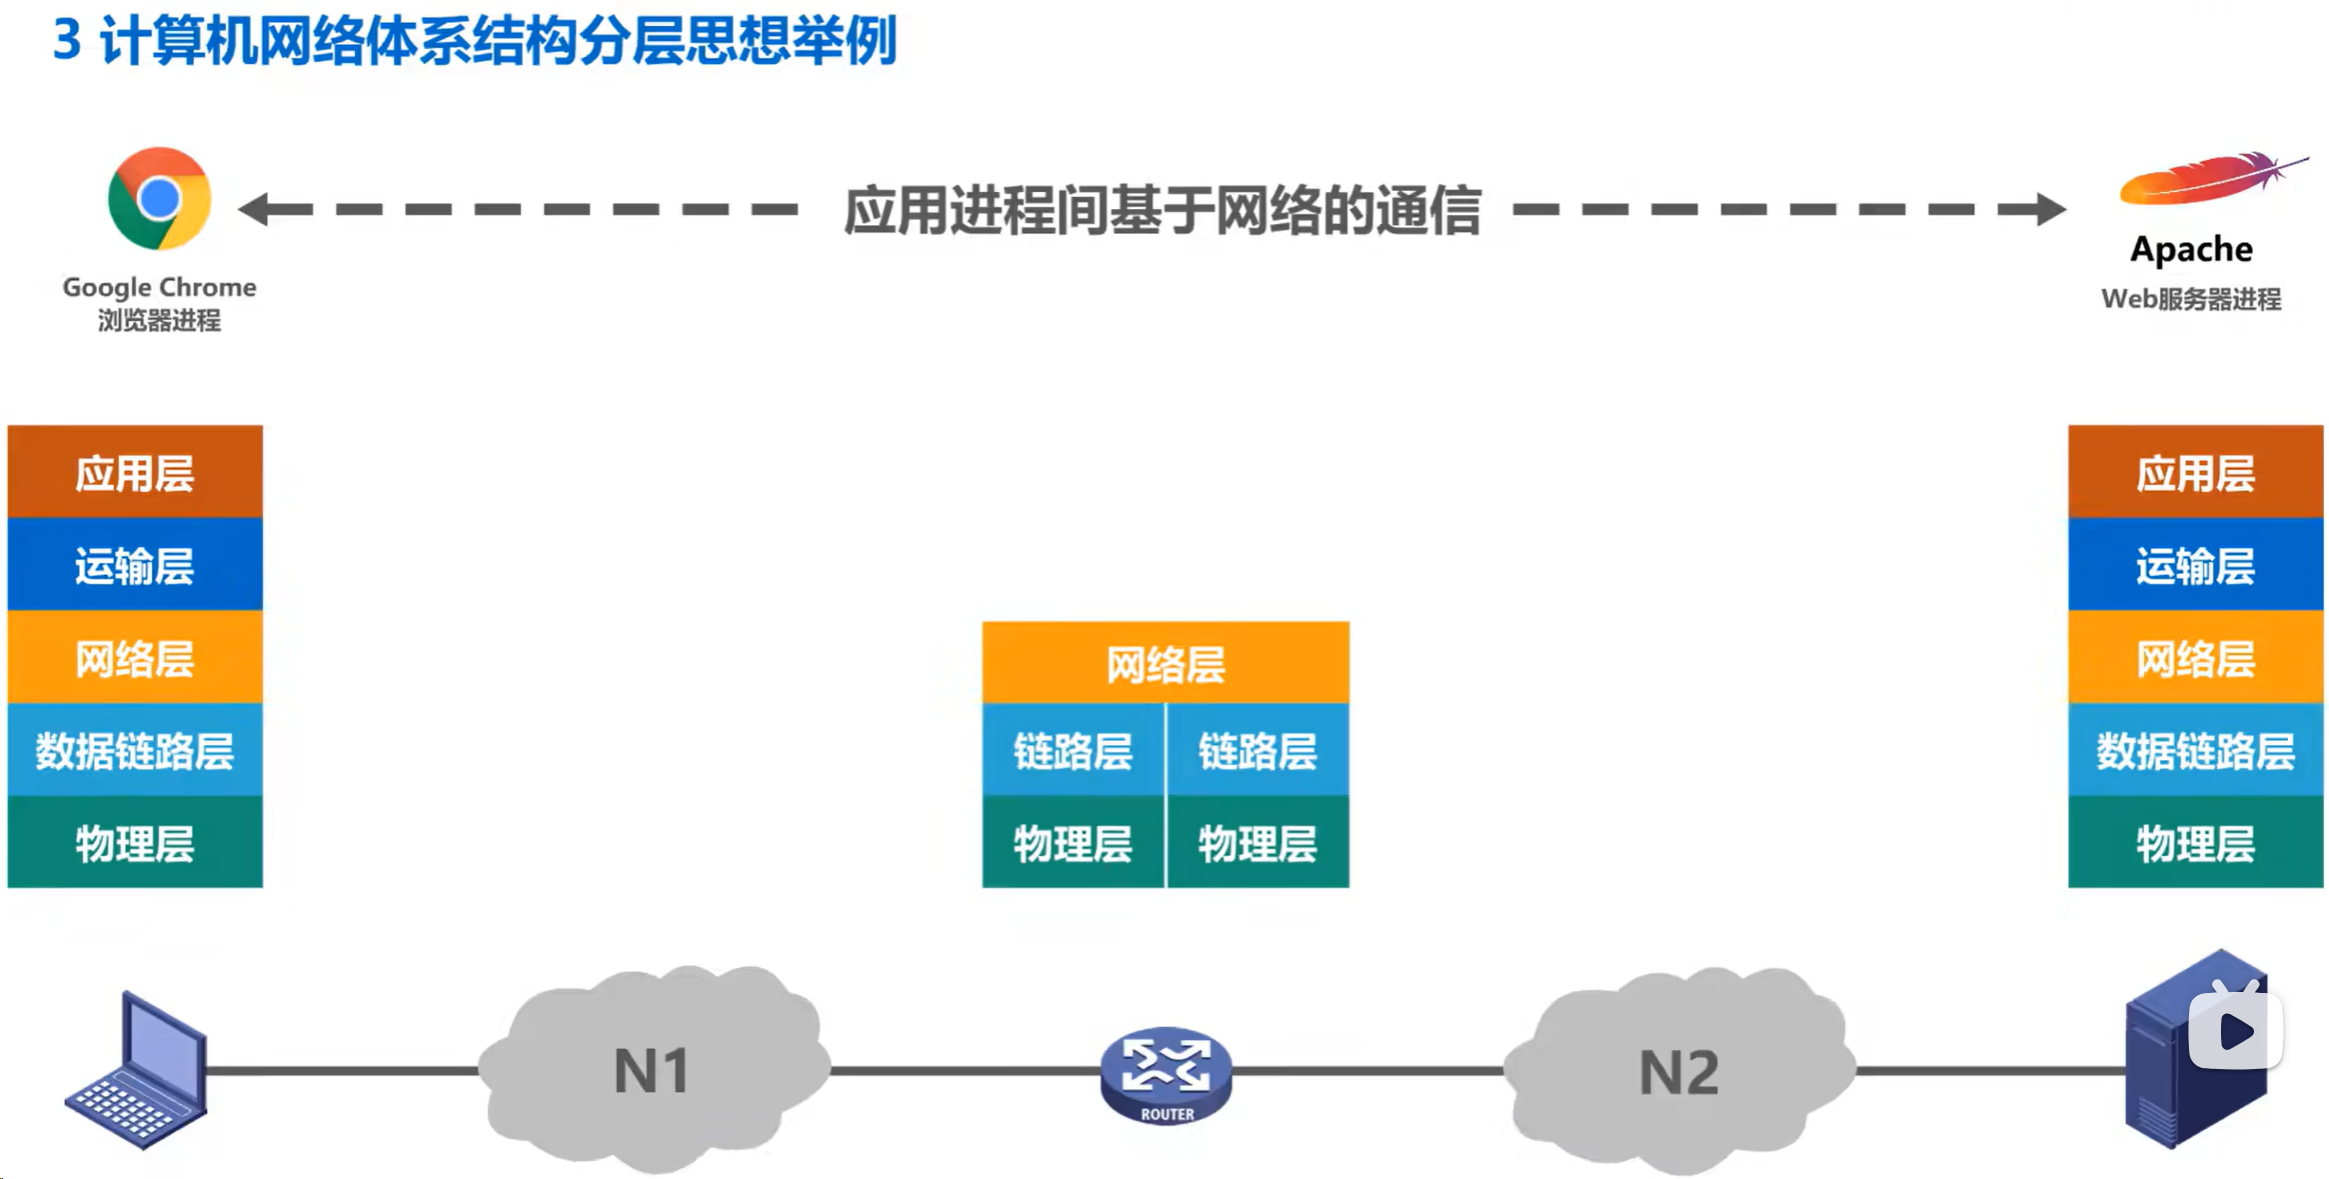 3 计算机网络体系结构分层思想举例
应用进程间基于网络的通信
Google Chrome
浏览器进程
Apache
Web服务器进程
应用层
运输层
网络层
数据链路层
物理层
网络层
链路层 链路层
物理层 物理层
应用层
运输层
网络层
数据链路层
物理层
N1
ROUTER
N2